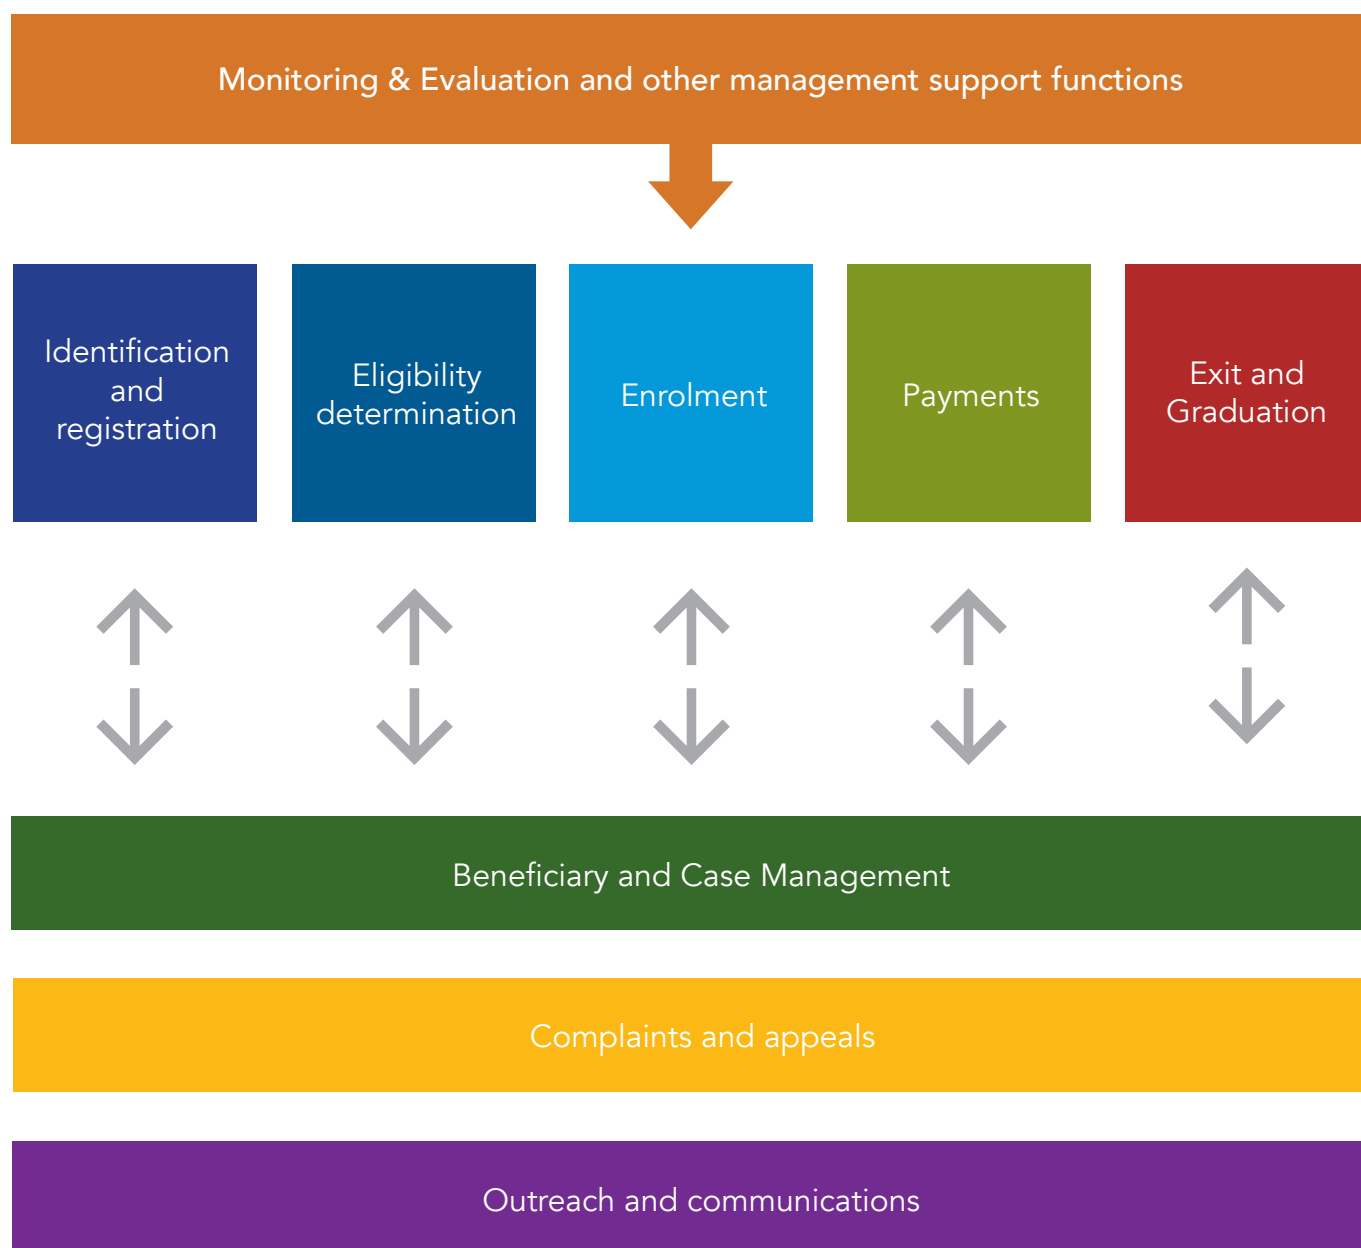 Monitoring & Evaluation and other management support functions
Identification
and
registration
Eligibility
determination
Enrolment
Payments
Exit and
Graduation
Beneficiary and Case Management
Complaints and appeals
Outreach and communications